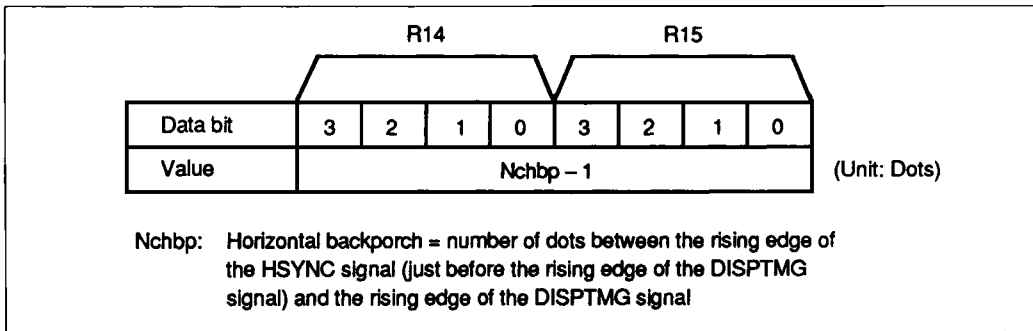 R14 R15
Data bit 3 2 1 0 3 2 1 0
Value Nchbp – 1 (Unit: Dots)
Nchbp: Horizontal backporch = number of dots between the rising edge of
the HSYNC signal (just before the rising edge of the DISPTMG
signal) and the rising edge of the DISPTMG signal